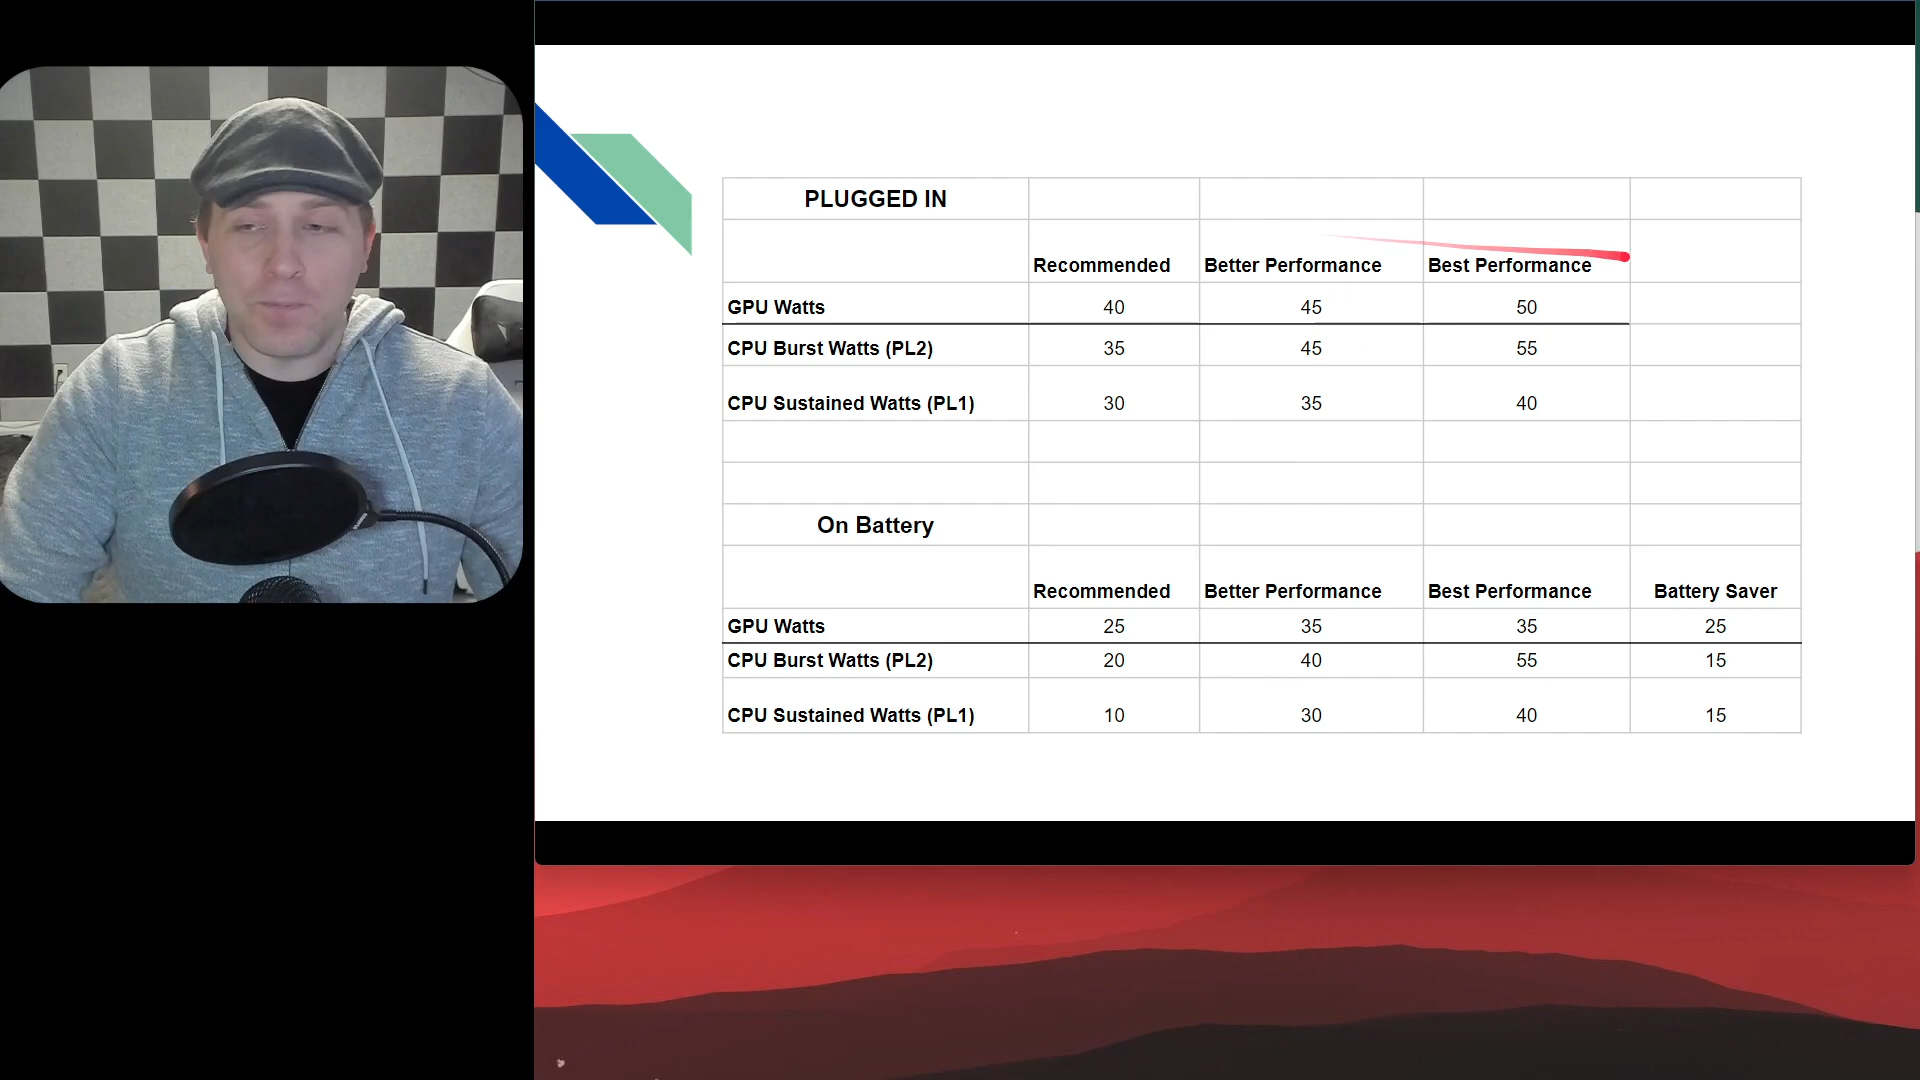 PLUGGED IN
Recommended Better Performance Best Performance
GPU Watts 40 45 50
CPU Burst Watts (PL2) 35 45 55
CPU Sustained Watts (PL1) 30 35 40
On Battery
Recommended Better Performance Best Performance Battery Saver
GPU Watts 25 35 35 25
CPU Burst Watts (PL2) 20 40 55 15
CPU Sustained Watts (PL1) 10 30 40 15